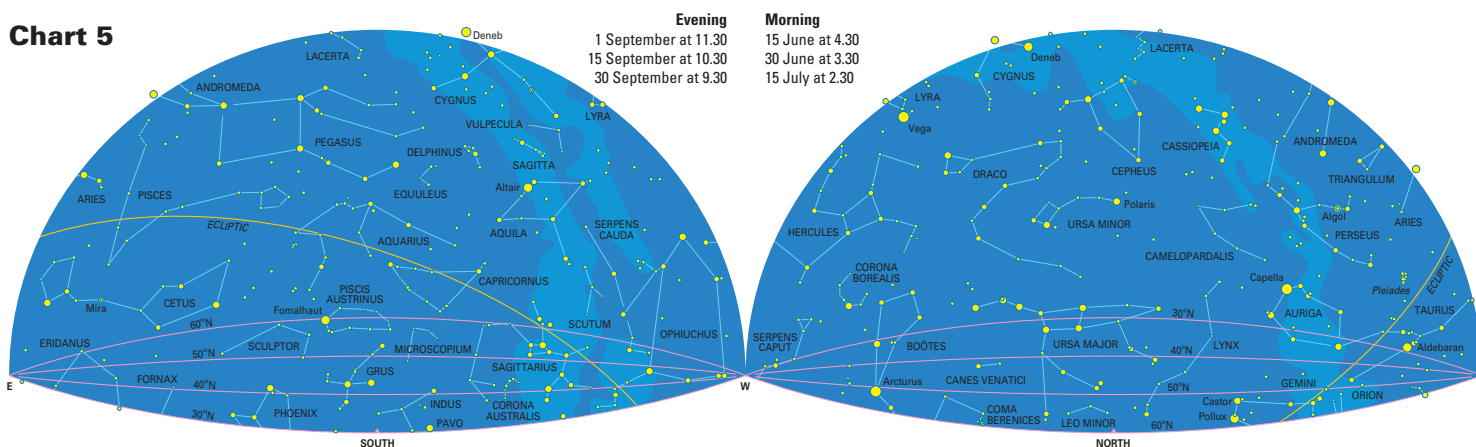 Chart 5
Evening
1 September at 11.30
15 September at 10.30
30 September at 9.30
Morning
15 June at 4.30
30 June at 3.30
15 July at 2.30
Deneb
LACERTA
ANDROMEDA
CYGNUS
LYRA
VULPECULA
PEGASUS
DELPHINUS
SAGITTA
Altair
EQUULEUS
ARIES
PISCES
ECLIPTIC
AQUILA
SERPENS
CAUDA
AQUARIUS
CAPRICORNUS
PISCIS
AUSTRINUS
CETUS
Mira
Fomalhaut
60°N
SCUTUM
OPHIUCHUS
ERIDANUS
SCULPTOR
MICROSCOPIUM
50°N
SAGITTARIUS
GRUS
FORNAX
40°N
E
INDUS
CORONA
AUSTRALIS
30°N
PHOENIX
PAVO
SOUTH
LACERTA
Deneb
CYGNUS
LYRA
Vega
CASSIOPEIA
ANDROMEDA
CEPHEUS
DRACO
TRIANGULUM
Polaris
URSA MINOR
Algol
ARIES
PERSEUS
HERCULES
CAMELOPARDALIS
CORONA
BOREALIS
Capella
Pleiades
ECLIPTIC
TAURUS
30°N
AURIGA
SERPENS
CAPUT
BOÖTES
URSA MAJOR
LYNX
40°N
Aldebaran
W
Arcturus
CANES VENATICI
50°N
GEMINI
ORION
Castor
Pollux
COMA
BERENICES
LEO MINOR
60°N
NORTH